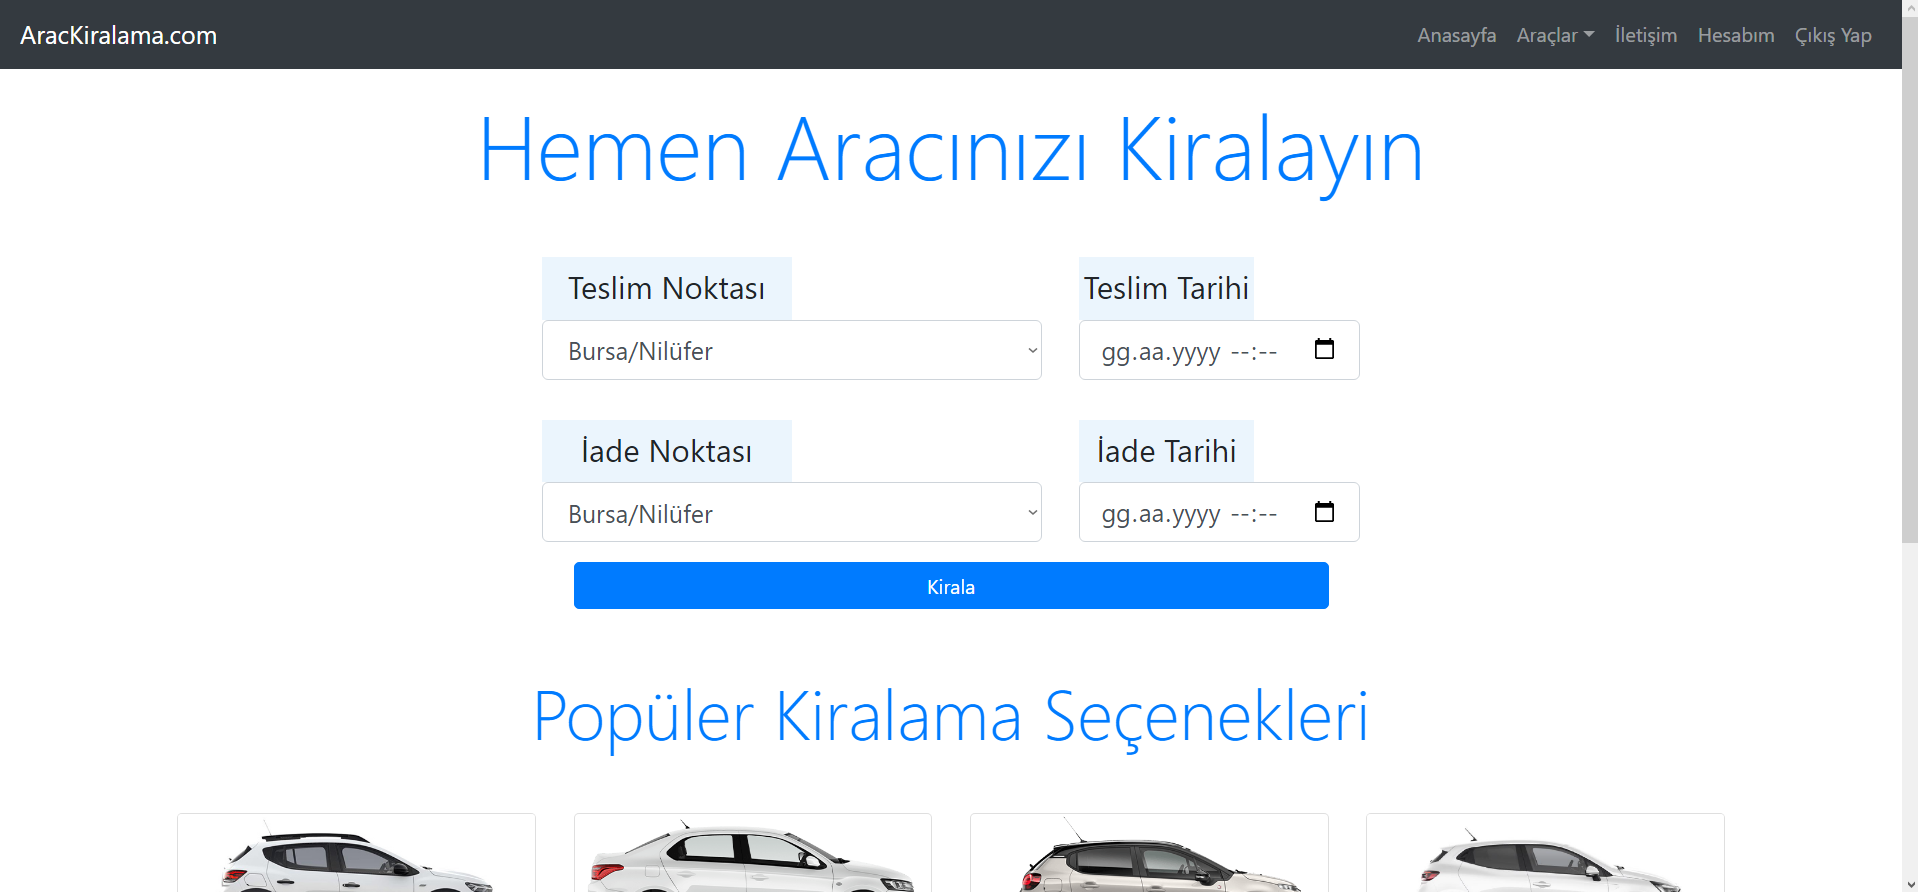 AracKiralama.com
Anasayfa Araçlar İletişim Hesabım Çıkış Yap
Hemen Aracınızı Kiralayın
Teslim Noktası Teslim Tarihi
Bursa/Nilüfer gg.aa.yyyy --:--
İade Noktası İade Tarihi
Bursa/Nilüfer gg.aa.yyyy --:--
Kirala
Popüler Kiralama Seçenekleri